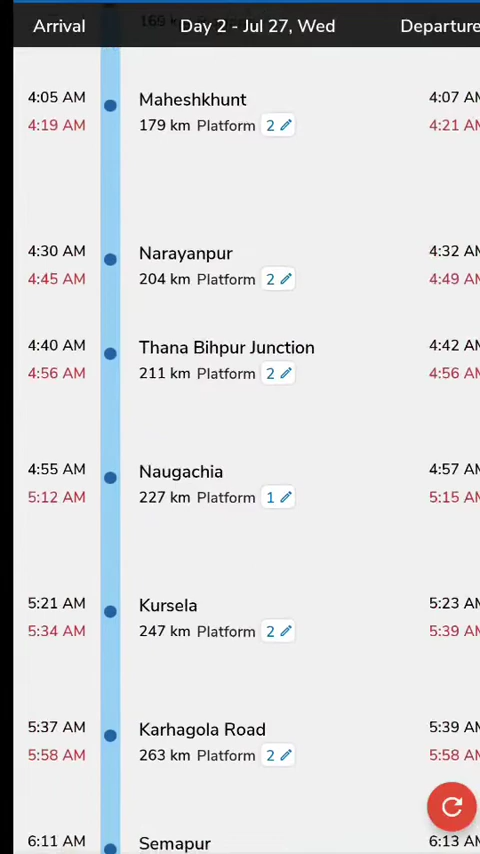 Arrival Day 2 - Jul 27, Wed Departure
4:05 AM Maheshkhunt 4:07 AM
4:19 AM 179 km Platform 2 4:21 AM
4:30 AM Narayanpur 4:32 AM
4:45 AM 204 km Platform 2 4:49 AM
4:40 AM Thana Bihpur Junction 4:42 AM
4:56 AM 211 km Platform 2 4:56 AM
4:55 AM Naugachia 4:57 AM
5:12 AM 227 km Platform 1 5:15 AM
5:21 AM Kursela 5:23 AM
5:34 AM 247 km Platform 2 5:39 AM
5:37 AM Karhagola Road 5:39 AM
5:58 AM 263 km Platform 2 5:58 AM
6:11 AM Semapur 6:13 AM